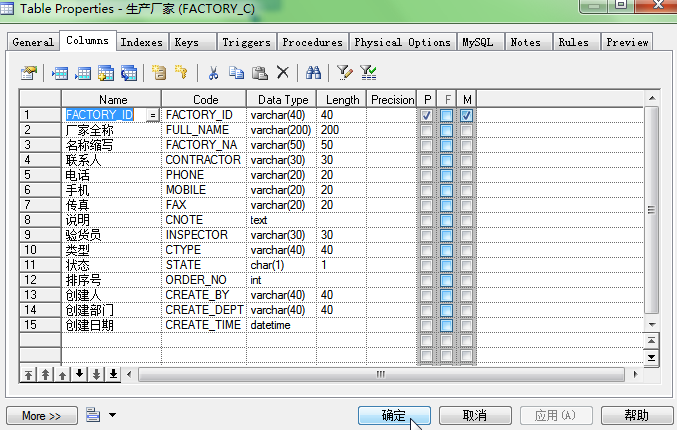 Table Properties - 生产厂家 (FACTORY_C)
General Columns Indexes Keys Triggers Procedures Physical Options MySQL Notes Rules Preview
Name Code Data Type Length Precision P F M
1 FACTORY_ID = FACTORY_ID varchar(40) 40
2 厂家全称 FULL_NAME varchar(200) 200
3 名称缩写 FACTORY_NA varchar(50) 50
4 联系人 CONTRACTOR varchar(30) 30
5 电话 PHONE varchar(20) 20
6 手机 MOBILE varchar(20) 20
7 传真 FAX varchar(20) 20
8 说明 CNOTE text
9 验货员 INSPECTOR varchar(30) 30
10 类型 CTYPE varchar(40) 40
11 状态 STATE char(1) 1
12 排序号 ORDER_NO int
13 创建人 CREATE_BY varchar(40) 40
14 创建部门 CREATE_DEPT varchar(40) 40
15 创建日期 CREATE_TIME datetime
More >> 确定 取消 应用(A) 帮助